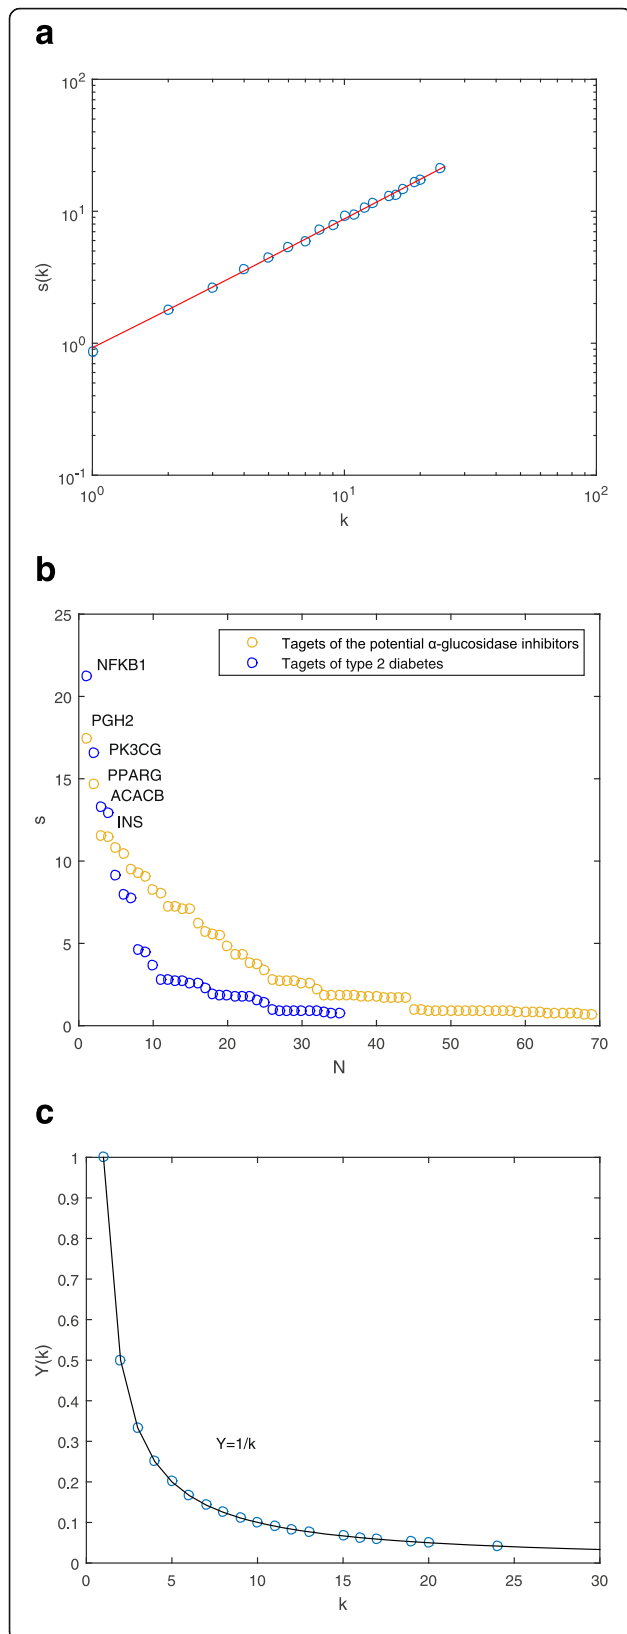 a
10^2
10^1
10^0
10^-1
s(k)
10^0
10^1
10^2
k
b
25
20
15
10
5
0
s
Tagets of the potential α-glucosidase inhibitors
Tagets of type 2 diabetes
NFKB1
PGH2
PK3CG
PPARG
ACACB
INS
0
10
20
30
40
50
60
70
N
c
1
0.9
0.8
0.7
0.6
0.5
0.4
0.3
0.2
0.1
0
Y(k)
Y=1/k
0
5
10
15
20
25
30
k